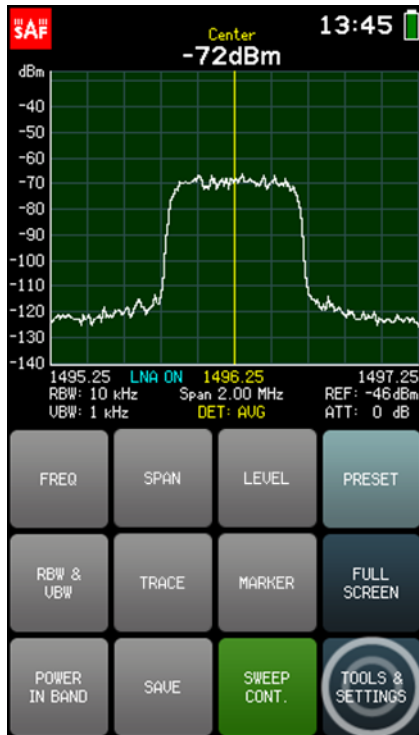 SAF
Center
13:45
-72dBm
dBm
-40
-50
-60
-70
-80
-90
-100
-110
-120
-130
-140
1495.25 LNA ON 1496.25 1497.25
RBW: 10 kHz Span 2.00 MHz REF: -46dBm
VBW: 1 kHz DET: AVG ATT: 0 dB
FREQ
SPAN
LEVEL
PRESET
RBW &
VBW
TRACE
MARKER
FULL
SCREEN
POWER
IN BAND
SAVE
SWEEP
CONT.
TOOLS &
SETTINGS